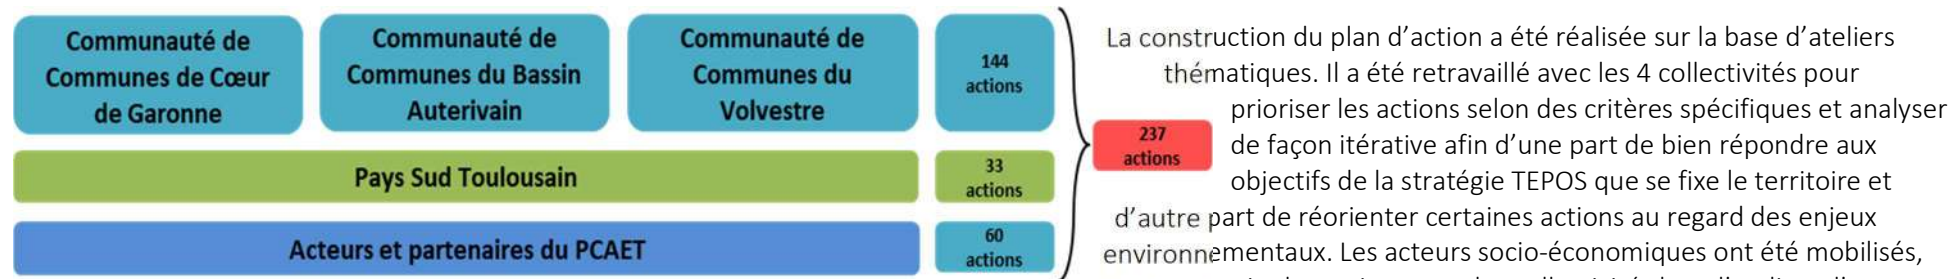 Communauté de
Communes de Cœur
de Garonne
Communauté de
Communes du Bassin
Auterivain
Communauté de
Communes du
Volvestre
144
actions
Pays Sud Toulousain
33
actions
Acteurs et partenaires du PCAET
60
actions
237
actions
La construction du plan d’action a été réalisée sur la base d’ateliers
thématiques. Il a été retravaillé avec les 4 collectivités pour
prioriser les actions selon des critères spécifiques et analyser
de façon itérative afin d’une part de bien répondre aux
objectifs de la stratégie TEPOS que se fixe le territoire et
d’autre part de réorienter certaines actions au regard des enjeux
environnementaux. Les acteurs socio-économiques ont été mobilisés,